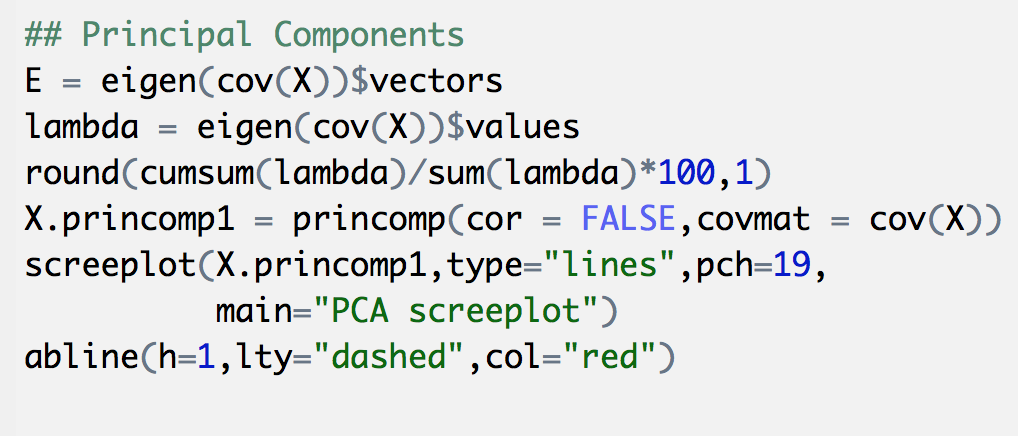 ## Principal Components
E = eigen(cov(X))$vectors
lambda = eigen(cov(X))$values
round(cumsum(lambda)/sum(lambda)*100,1)
X.princomp1 = princomp(cor = FALSE,covmat = cov(X))
screeplot(X.princomp1,type="lines",pch=19,
          main="PCA screeplot")
abline(h=1,lty="dashed",col="red")